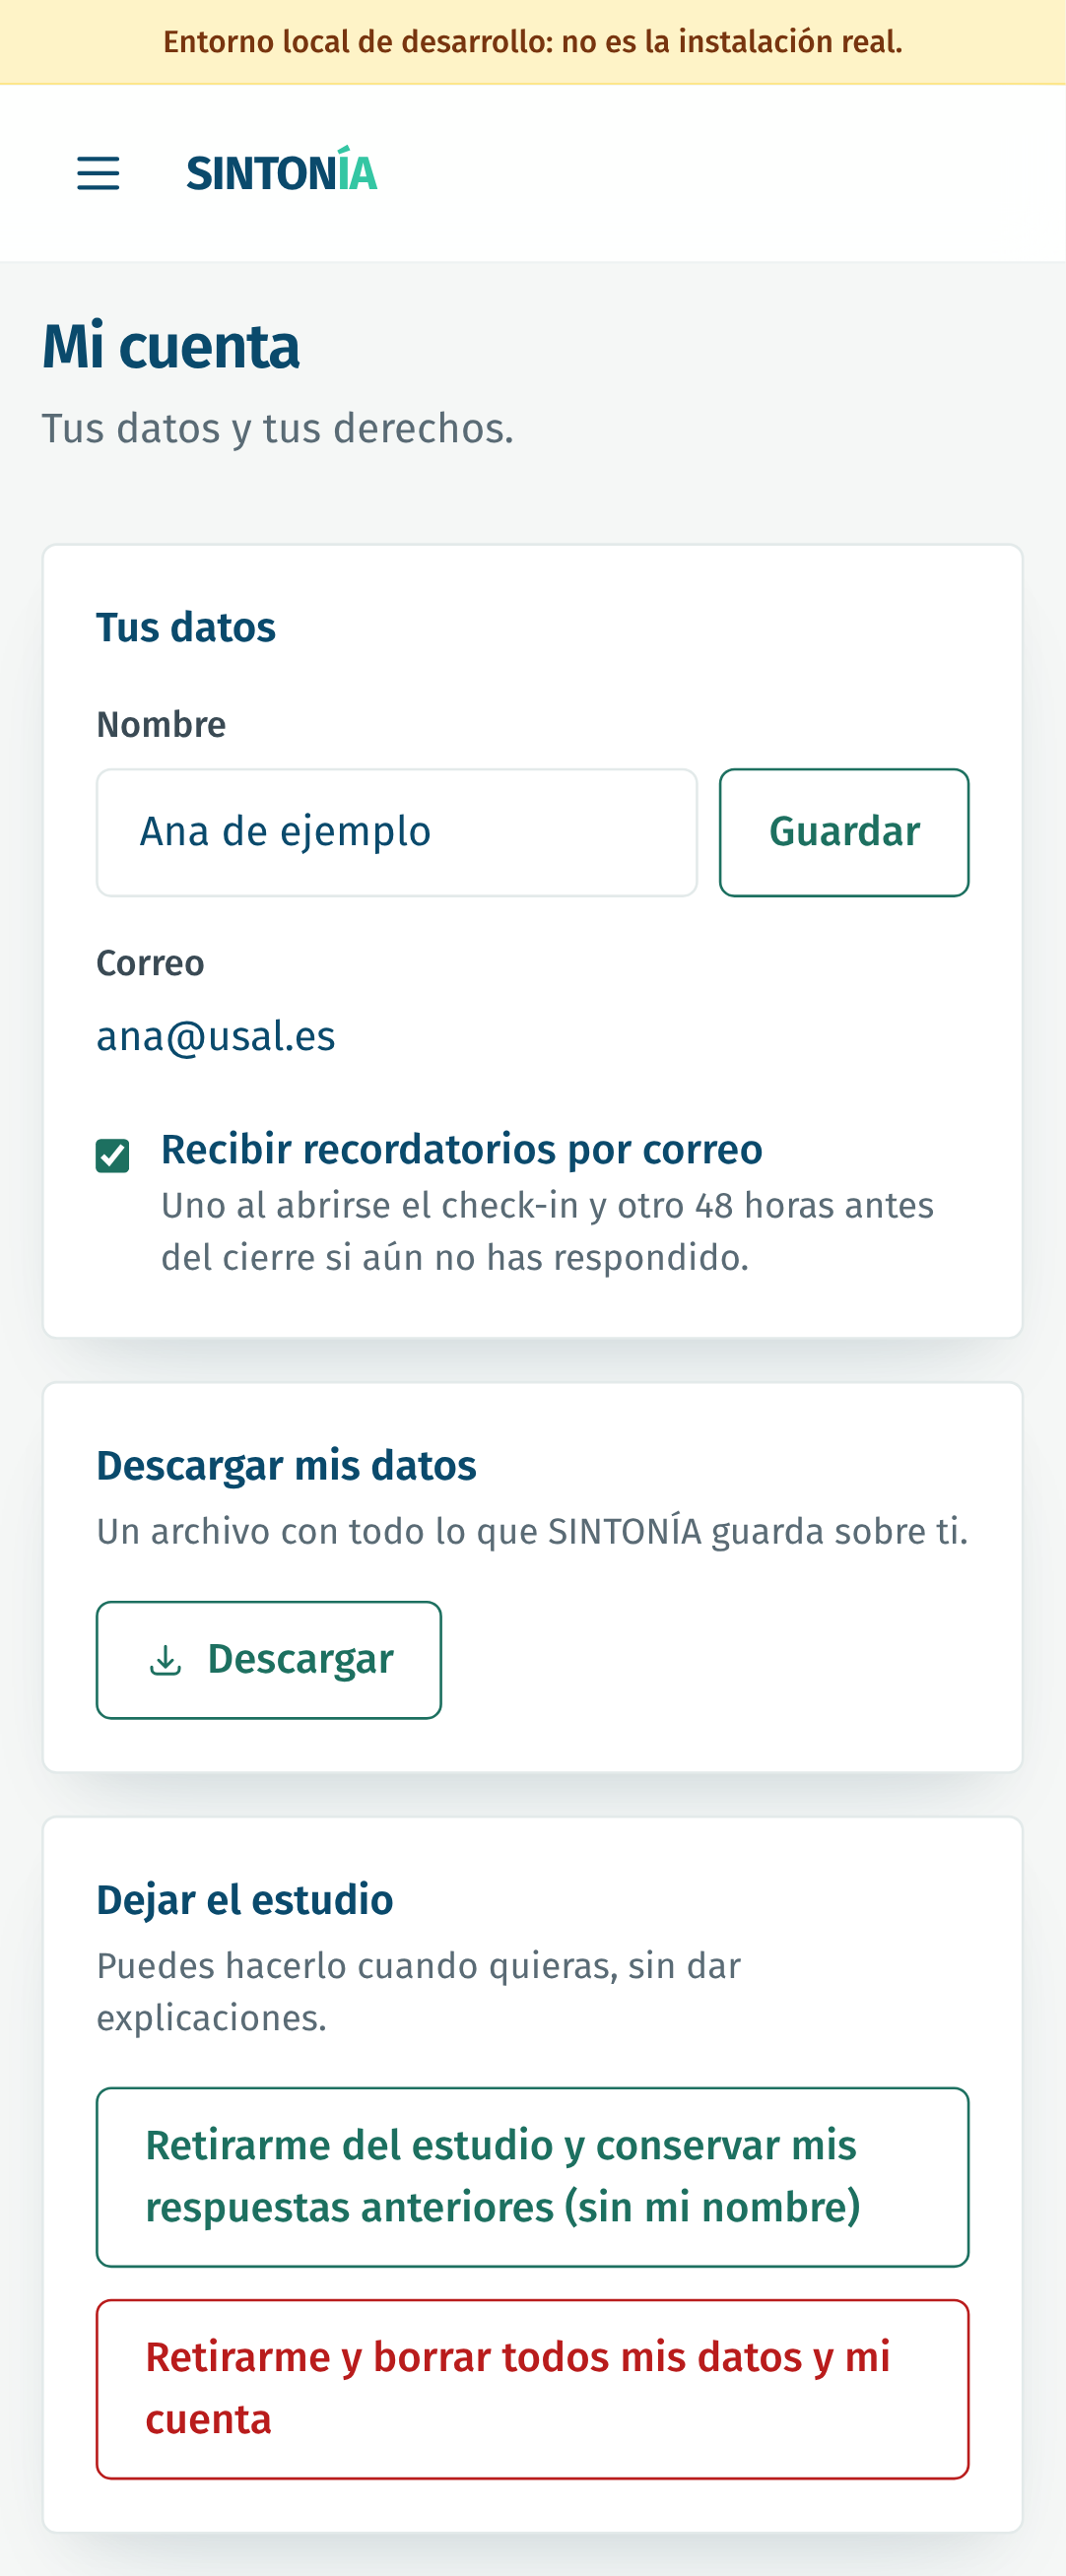 Entorno local de desarrollo: no es la instalación real.
SINTONÍA
Mi cuenta
Tus datos y tus derechos.
Tus datos
Nombre
Ana de ejemplo
Guardar
Correo
ana@usal.es
Recibir recordatorios por correo
Uno al abrirse el check-in y otro 48 horas antes
del cierre si aún no has respondido.
Descargar mis datos
Un archivo con todo lo que SINTONÍA guarda sobre ti.
Descargar
Dejar el estudio
Puedes hacerlo cuando quieras, sin dar
explicaciones.
Retirarme del estudio y conservar mis
respuestas anteriores (sin mi nombre)
Retirarme y borrar todos mis datos y mi
cuenta